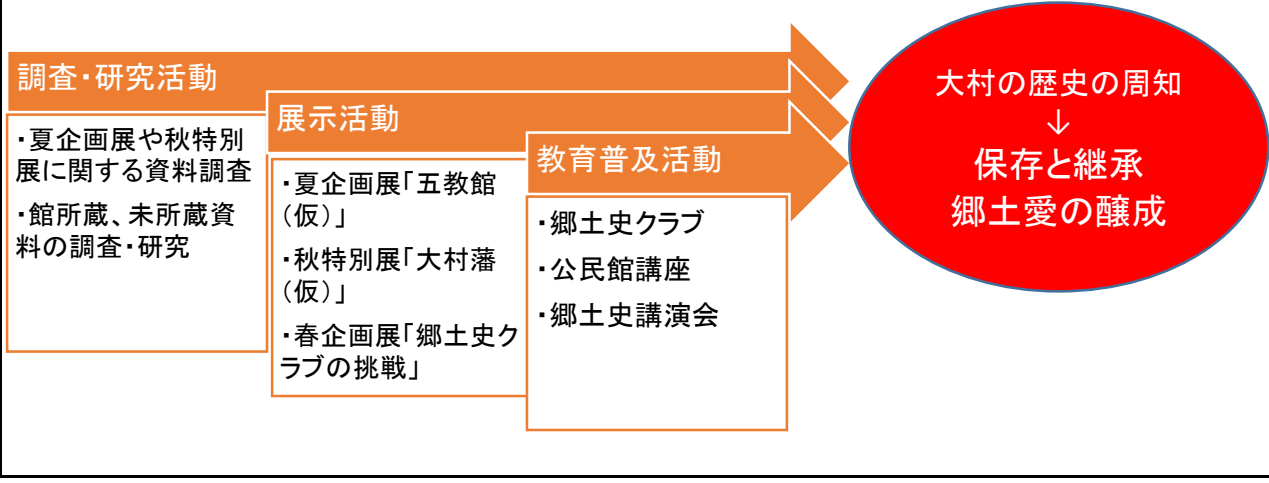 調査・研究活動
・夏企画展や秋特別
展に関する資料調査
・館所蔵、未所蔵資
料の調査・研究
展示活動
・夏企画展「五教館
（仮）」
・秋特別展「大村藩
（仮）」
・春企画展「郷土史ク
ラブの挑戦」
教育普及活動
・郷土史クラブ
・公民館講座
・郷土史講演会
大村の歴史の周知
↓
保存と継承
郷土愛の醸成